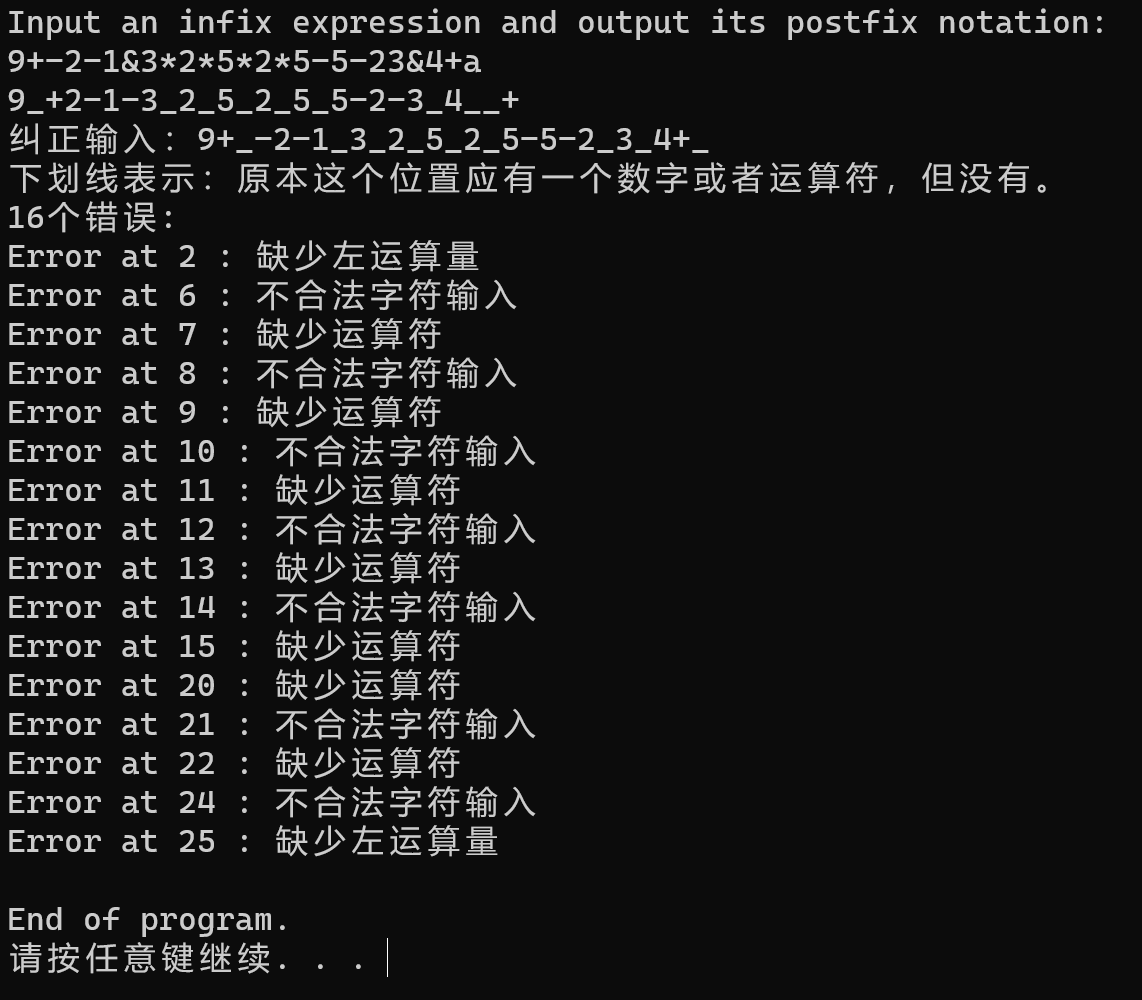 Input an infix expression and output its postfix notation:
9+-2-1&3*2*5*2*5-5-23&4+a
9_+2-1-3_2_5_2_5_5-2-3_4__+
纠正输入：9+_-2-1_3_2_5_2_5-5-2_3_4+_
下划线表示：原本这个位置应有一个数字或者运算符，但没有。
16个错误：
Error at 2 : 缺少左运算量
Error at 6 : 不合法字符输入
Error at 7 : 缺少运算符
Error at 8 : 不合法字符输入
Error at 9 : 缺少运算符
Error at 10 : 不合法字符输入
Error at 11 : 缺少运算符
Error at 12 : 不合法字符输入
Error at 13 : 缺少运算符
Error at 14 : 不合法字符输入
Error at 15 : 缺少运算符
Error at 20 : 缺少运算符
Error at 21 : 不合法字符输入
Error at 22 : 缺少运算符
Error at 24 : 不合法字符输入
Error at 25 : 缺少左运算量
End of program.
请按任意键继续. . .